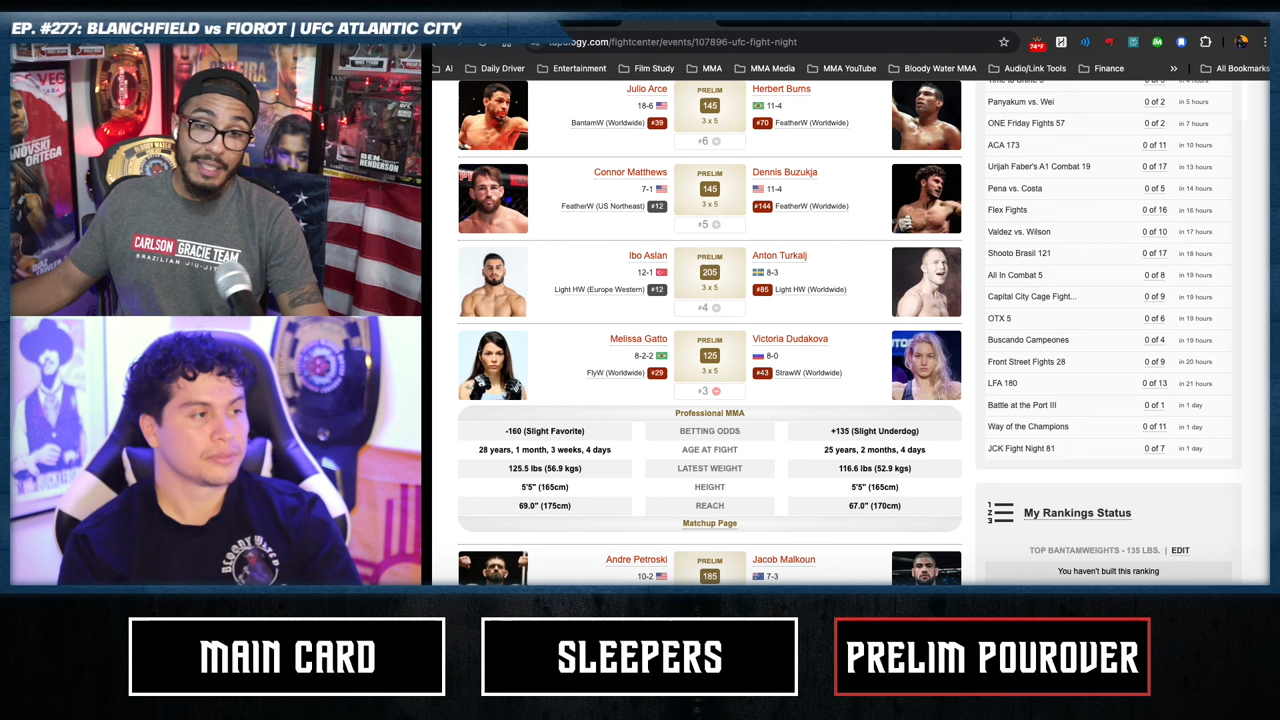 EP. #277: BLANCHFIELD vs FIOROT | UFC ATLANTIC CITY
tapology.com/fightcenter/events/107896-ufc-fight-night
74°F
AI
Daily Driver
Entertainment
Film Study
MMA
MMA Media
MMA YouTube
Bloody Water MMA
Audio/Link Tools
Finance
»
All Bookmarks
VEG
BEN HENDERSON
CARLSON GRACIE TEAM
BRAZILIAN JIU-JIT
BLOODY WATER
Julio Arce
PRELIM
Herbert Burns
18-6
145
11-4
BantamW (Worldwide) #39
3 x 5
#70 FeatherW (Worldwide)
#6
Connor Matthews
PRELIM
Dennis Buzukja
7-1
145
11-4
FeatherW (US Northeast) #12
3 x 5
#144 FeatherW (Worldwide)
#5
Ibo Aslan
PRELIM
Anton Turkalj
12-1
205
8-3
Light HW (Europe Western) #12
3 x 5
#85 Light HW (Worldwide)
#4
Melissa Gatto
PRELIM
Victoria Dudakova
8-2-2
125
8-0
FlyW (Worldwide) #29
3 x 5
#43 StrawW (Worldwide)
#3
Professional MMA
-160 (Slight Favorite) BETTING ODDS +135 (Slight Underdog)
28 years, 1 month, 3 weeks, 4 days AGE AT FIGHT 25 years, 2 months, 4 days
125.5 lbs (56.9 kgs) LATEST WEIGHT 116.6 lbs (52.9 kgs)
5'5" (165cm) HEIGHT 5'5" (165cm)
69.0" (175cm) REACH 67.0" (170cm)
Matchup Page
Andre Petroski
PRELIM
Jacob Malkoun
10-2
185
7-3
Panyakum vs. Wei 0 of 2 in 5 hours
ONE Friday Fights 57 0 of 2 in 7 hours
ACA 173 0 of 11 in 10 hours
Urijah Faber's A1 Combat 19 0 of 17 in 13 hours
Pena vs. Costa 0 of 5 in 14 hours
Flex Fights 0 of 16 in 16 hours
Valdez vs. Wilson 0 of 10 in 17 hours
Shooto Brasil 121 0 of 17 in 18 hours
All In Combat 5 0 of 8 in 19 hours
Capital City Cage Fight... 0 of 9 in 19 hours
OTX 5 0 of 6 in 19 hours
Buscando Campeones 0 of 4 in 19 hours
Front Street Fights 28 0 of 9 in 20 hours
LFA 180 0 of 13 in 21 hours
Battle at the Port III 0 of 1 in 1 day
Way of the Champions 0 of 11 in 1 day
JCK Fight Night 81 0 of 7 in 1 day
My Rankings Status
TOP BANTAMWEIGHTS - 135 LBS. | EDIT
You haven't built this ranking
MAIN CARD
SLEEPERS
PRELIM POUROVER